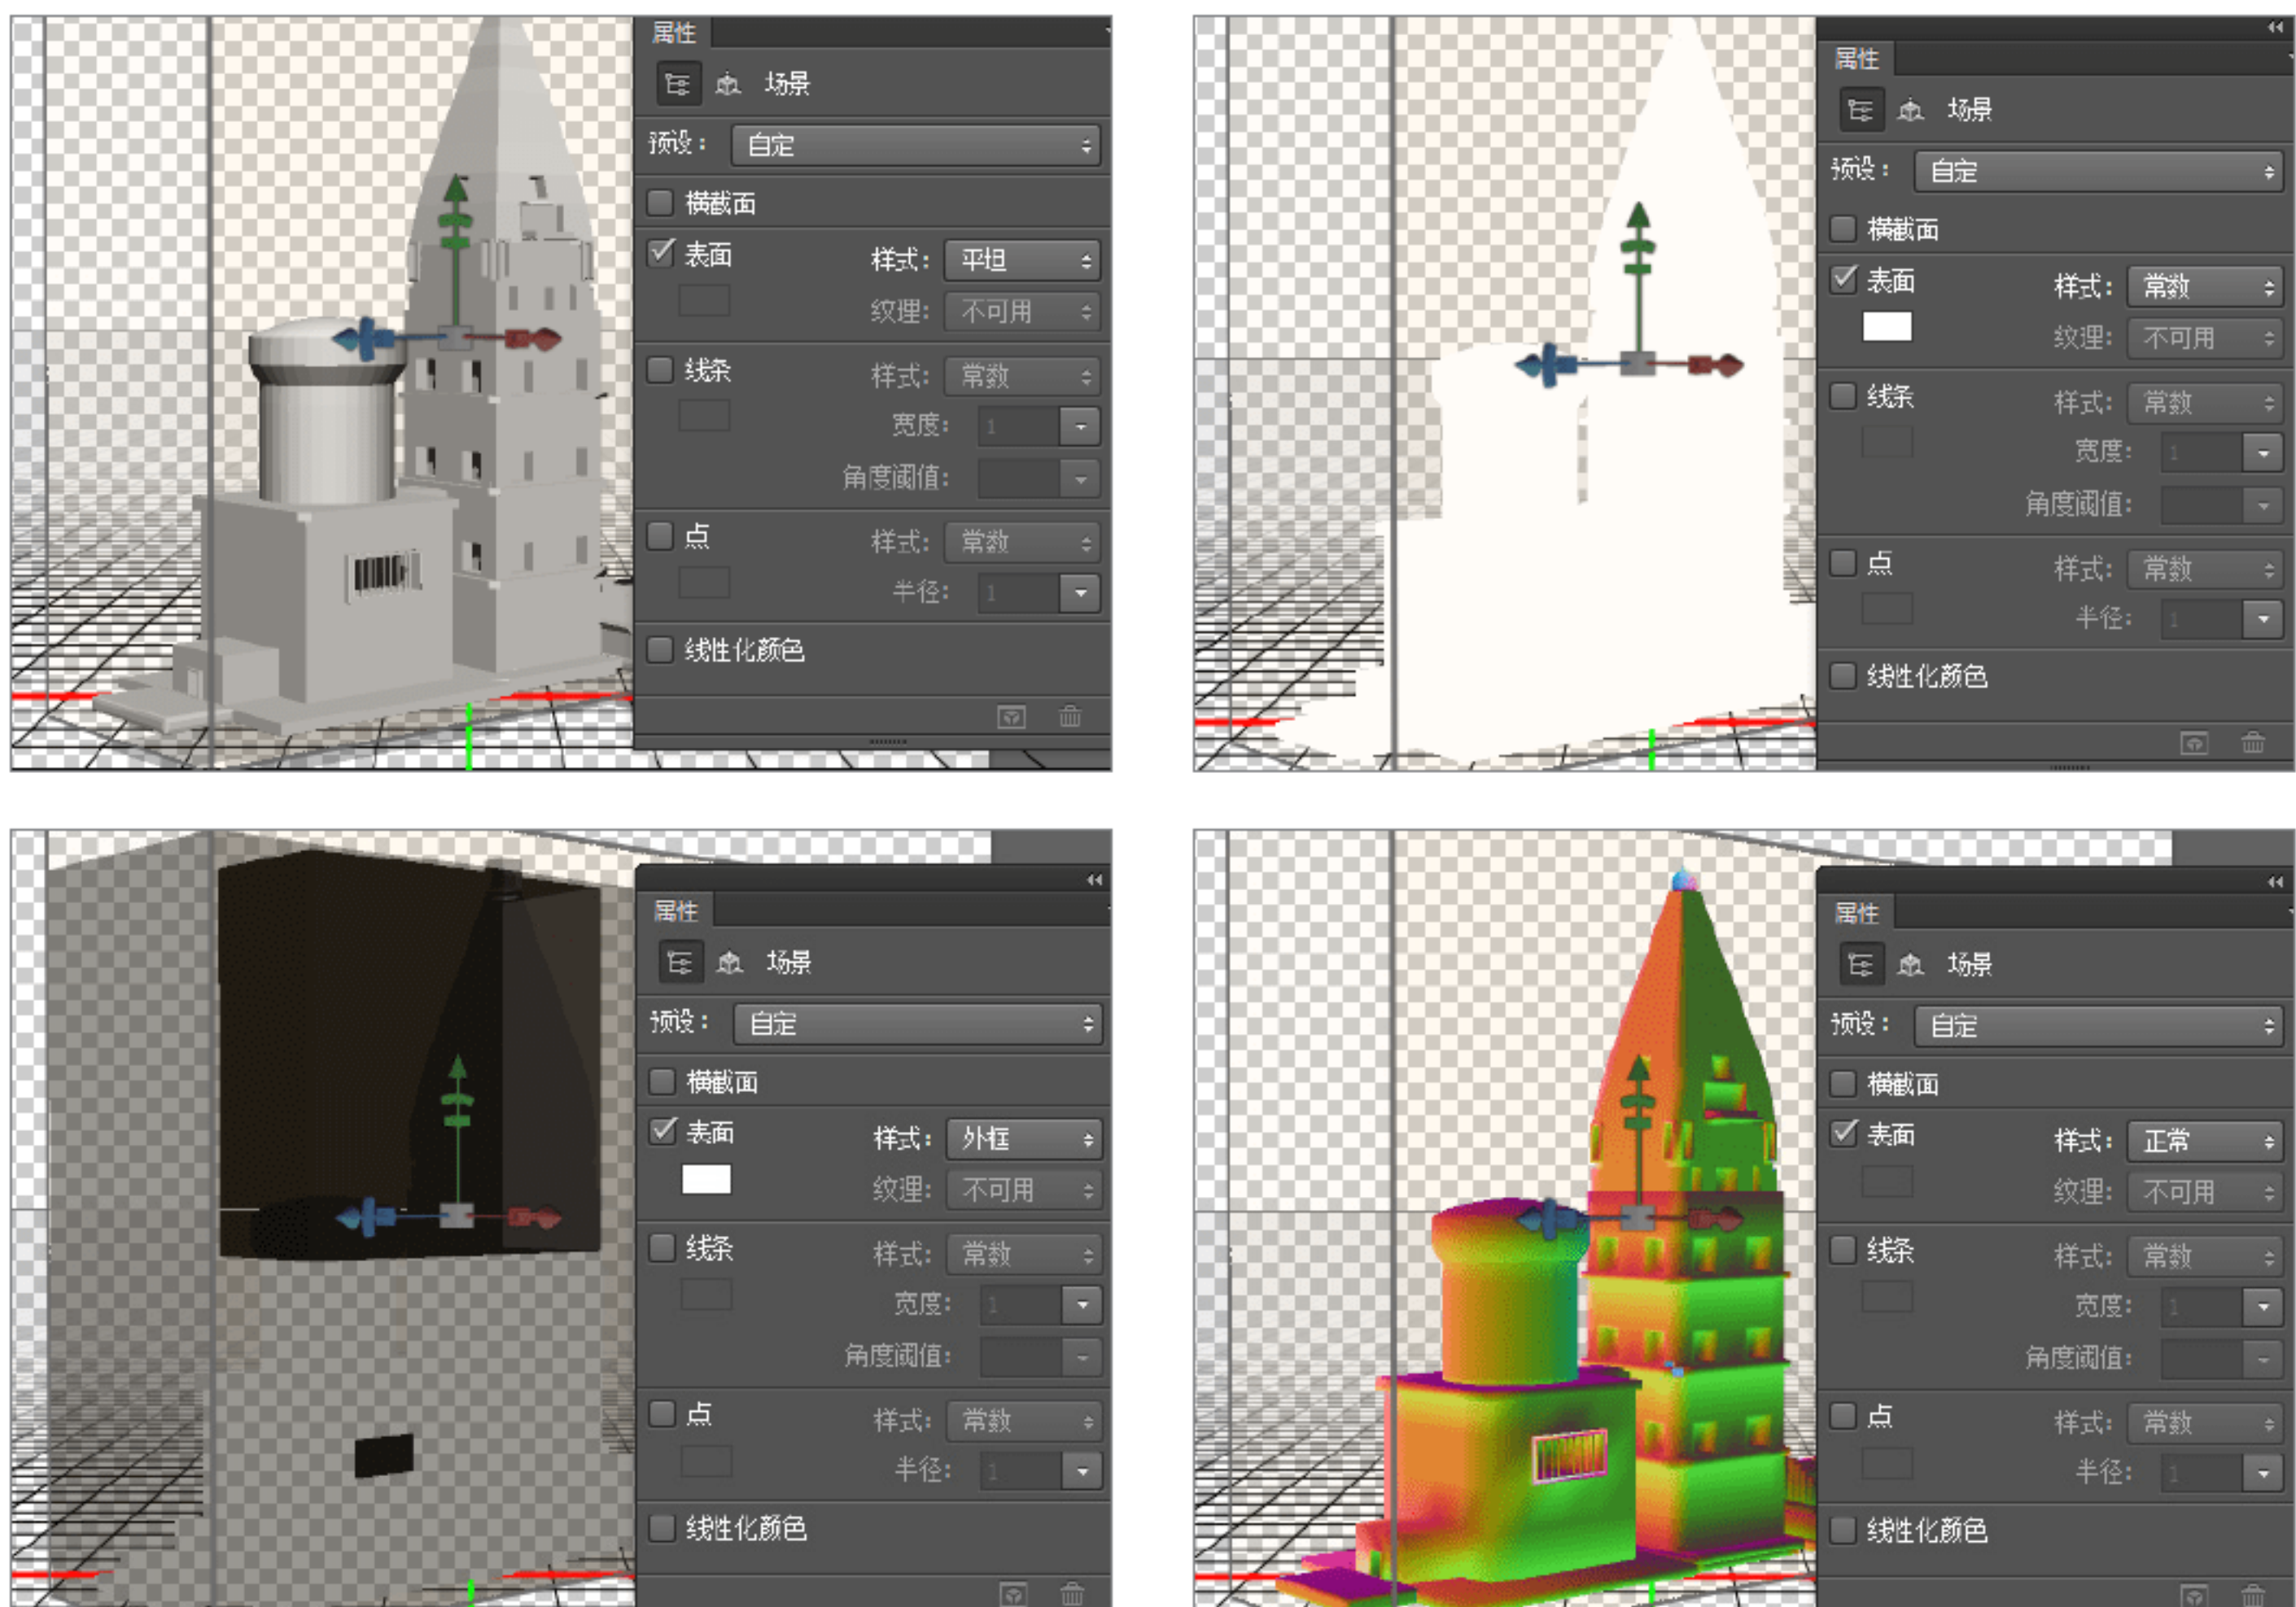 属性
场景
预设： 自定
横截面
表面 样式： 平坦
纹理： 不可用
线条 样式： 常数
宽度： 1
角度阈值：
点 样式： 常数
半径： 1
线性化颜色
属性
场景
预设： 自定
横截面
表面 样式： 常数
纹理： 不可用
线条 样式： 常数
宽度： 1
角度阈值：
点 样式： 常数
半径： 1
线性化颜色
属性
场景
预设： 自定
横截面
表面 样式： 外框
纹理： 不可用
线条 样式： 常数
宽度： 1
角度阈值：
点 样式： 常数
半径： 1
线性化颜色
属性
场景
预设： 自定
横截面
表面 样式： 正常
纹理： 不可用
线条 样式： 常数
宽度： 1
角度阈值：
点 样式： 常数
半径： 1
线性化颜色